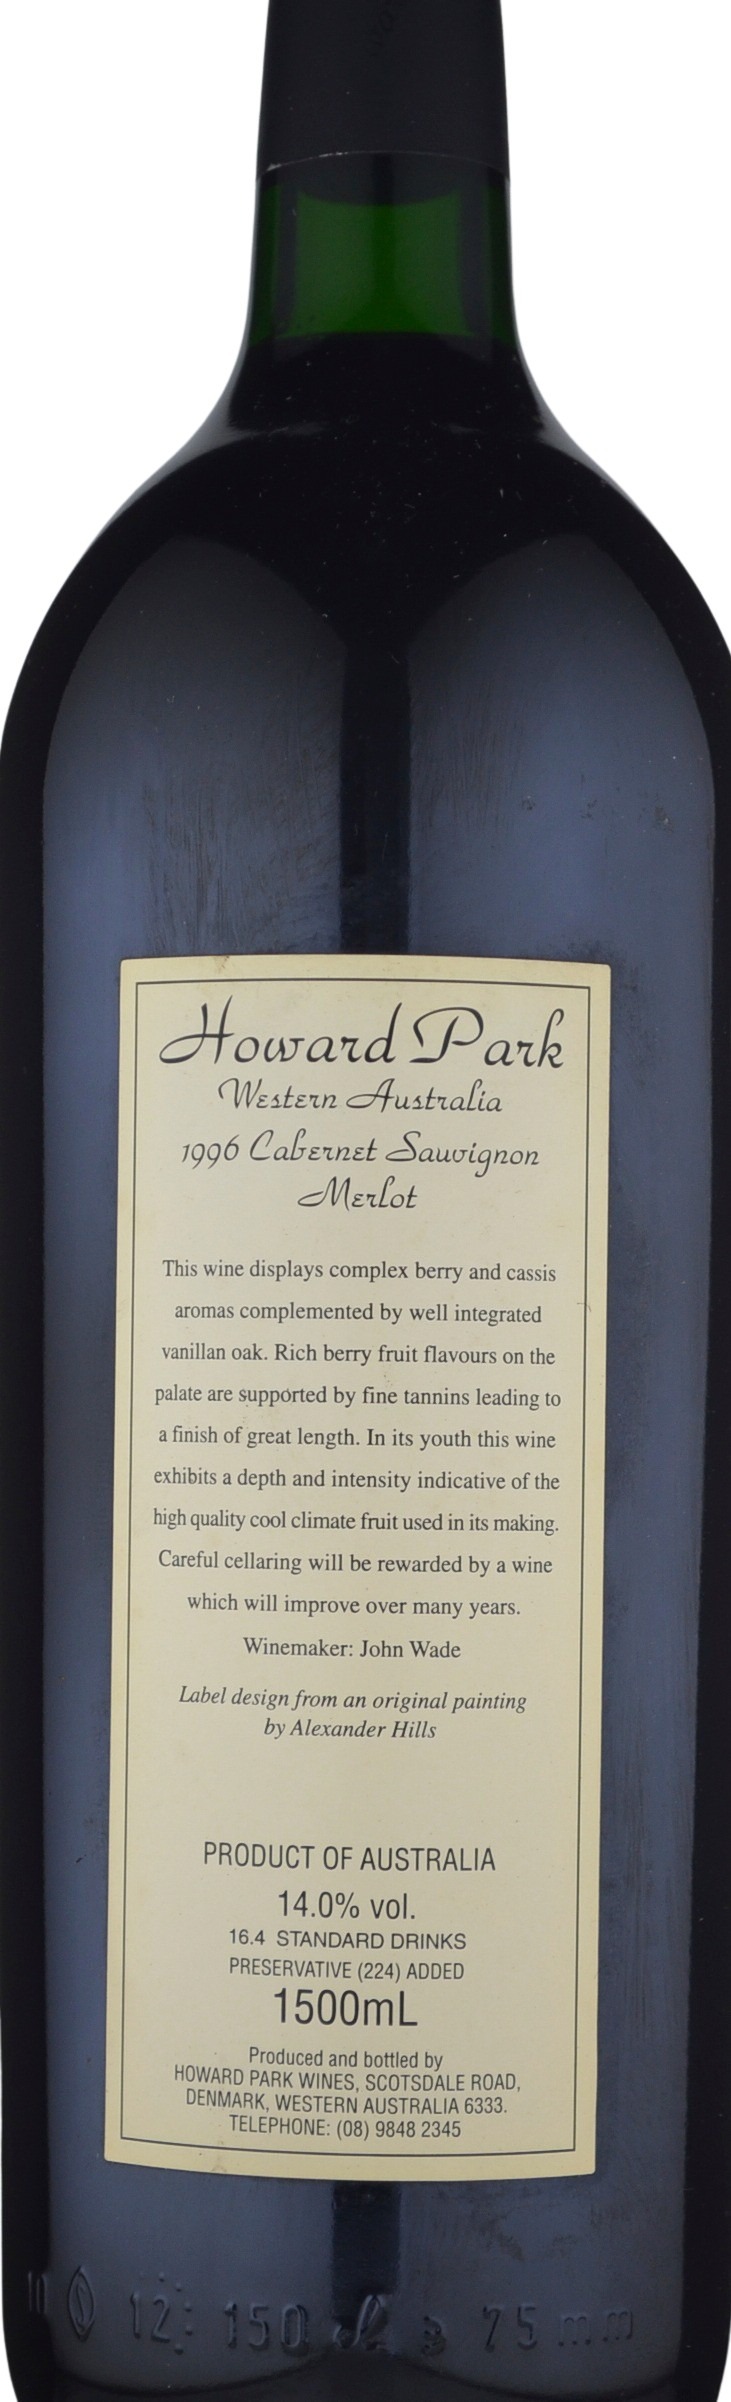 Howard Park
Western Australia
1996 Cabernet Sauvignon
Merlot
This wine displays complex berry and cassis
aromas complemented by well integrated
vanillan oak. Rich berry fruit flavours on the
palate are supported by fine tannins leading to
a finish of great length. In its youth this wine
exhibits a depth and intensity indicative of the
high quality cool climate fruit used in its making.
Careful cellaring will be rewarded by a wine
which will improve over many years.
Winemaker: John Wade
Label design from an original painting
by Alexander Hills
PRODUCT OF AUSTRALIA
14.0% vol.
16.4 STANDARD DRINKS
PRESERVATIVE (224) ADDED
1500mL
Produced and bottled by
HOWARD PARK WINES, SCOTSDALE ROAD,
DENMARK, WESTERN AUSTRALIA 6333.
TELEPHONE: (08) 9848 2345
10 12 150 75 mm